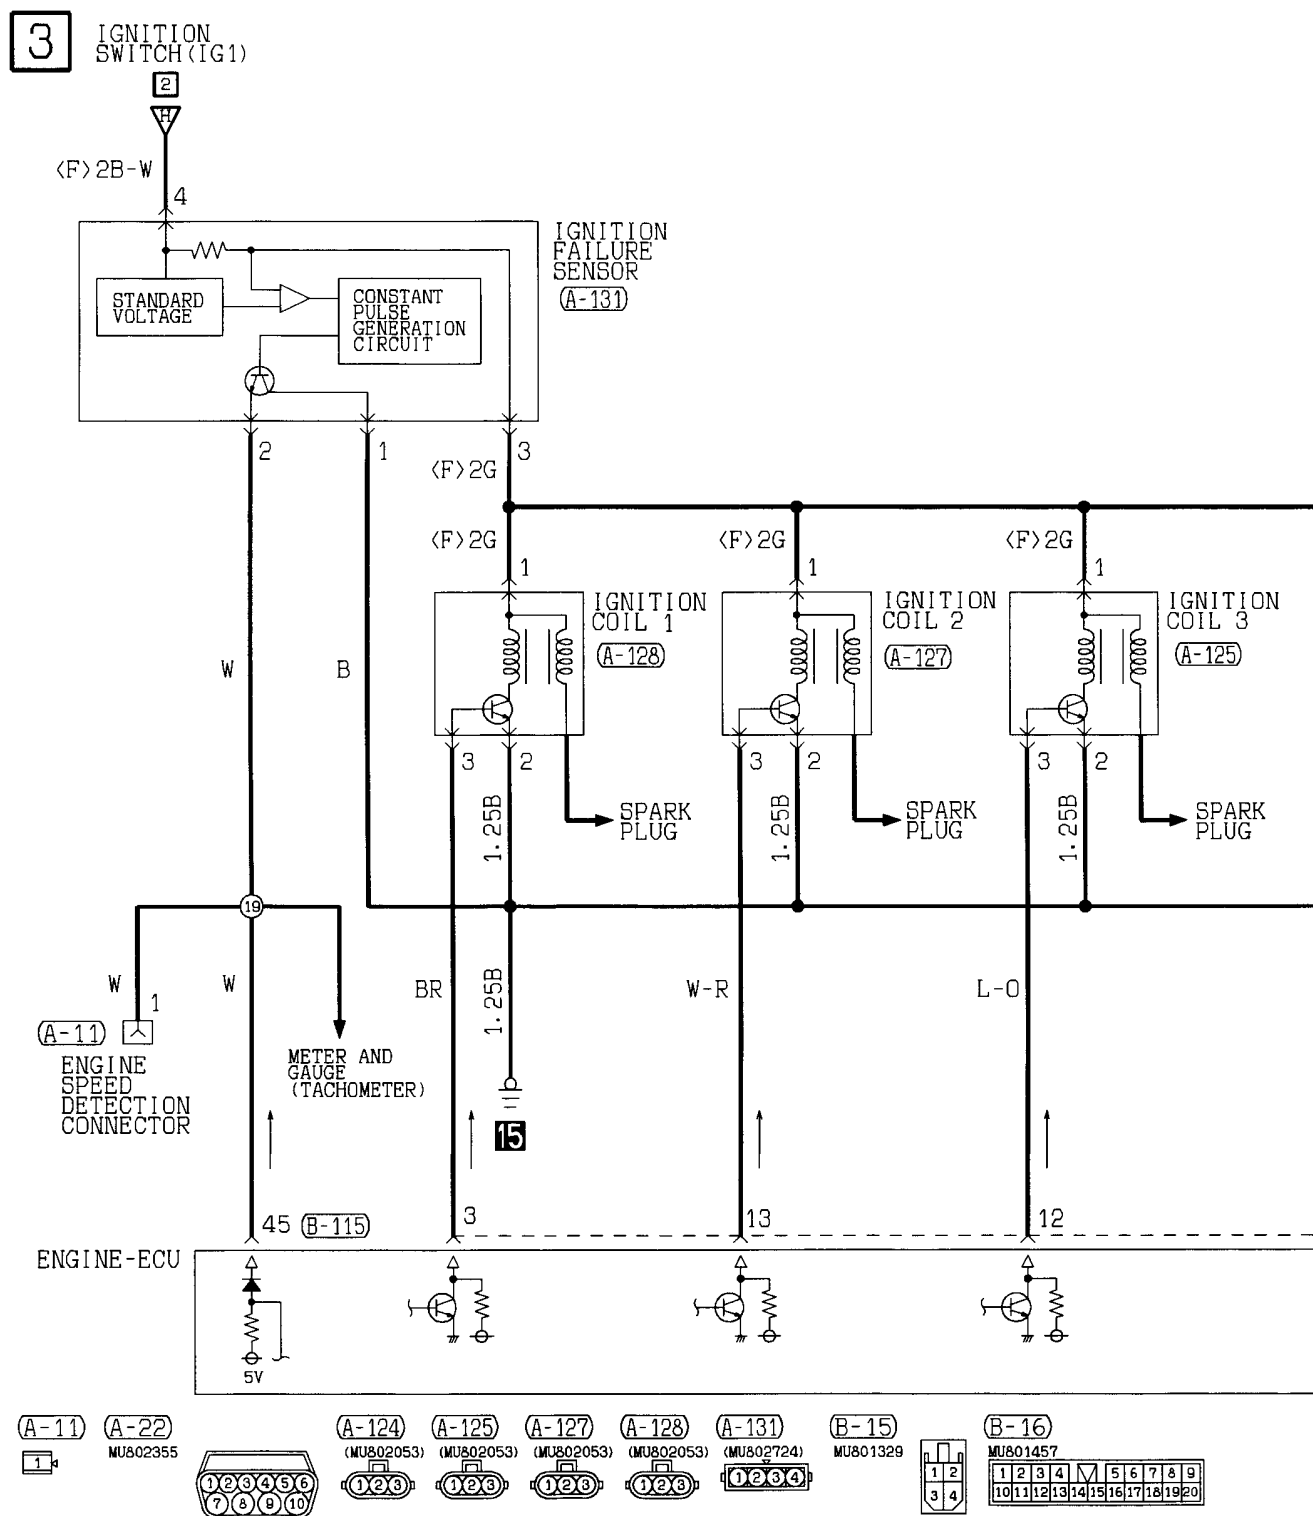 3
IGNITION
SWITCH(IG1)
2
H
<F>2B-W
4
IGNITION
FAILURE
SENSOR
(A-131)
STANDARD
VOLTAGE
CONSTANT
PULSE
GENERATION
CIRCUIT
2
1
3
<F>2G
<F>2G
<F>2G
<F>2G
1
1
1
IGNITION
COIL 1
A-128
IGNITION
COIL 2
A-127
IGNITION
COIL 3
A-125
W
B
3
2
3
2
3
2
1.25B
SPARK
PLUG
1.25B
SPARK
PLUG
1.25B
SPARK
PLUG
19
W
1
W
BR
1.25B
W-R
L-O
A-11
ENGINE
SPEED
DETECTION
CONNECTOR
METER AND
GAUGE
(TACHOMETER)
15
45
B-115
3
13
12
ENGINE-ECU
5V
A-11
A-22
A-124
A-125
A-127
A-128
A-131
B-15
B-16
MU802355
(MU802053)
(MU802053)
(MU802053)
(MU802053)
(MU802724)
MU801329
MU801457
1
1 2 3 4 5 6
7 8 9 10
1 2 3
1 2 3
1 2 3
1 2 3
1 2 3 4
1 2
3 4
1 2 3 4 5 6 7 8 9
10 11 12 13 14 15 16 17 18 19 20